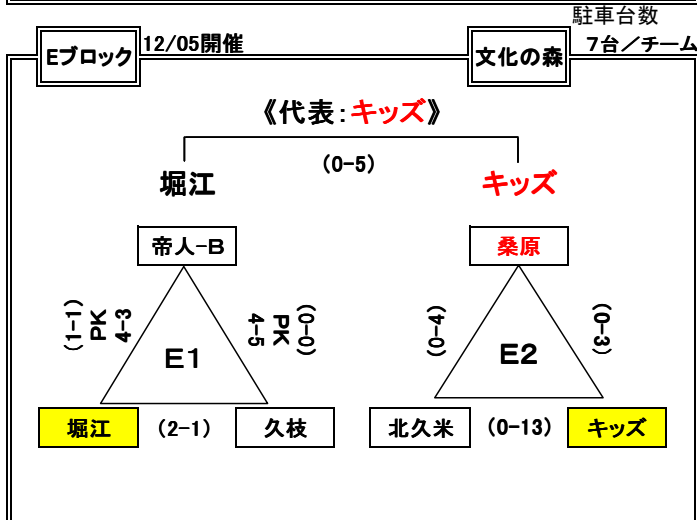 駐車台数
Eブロック 12/05開催 文化の森 7台／チーム
《代表：キッズ》
(0-5)
堀江 キッズ
帝人-B 桑原
(1-1) PK 4-3 (0-0) PK 4-5 (0-4) (0-3)
E1 E2
堀江 (2-1) 久枝 北久米 (0-13) キッズ